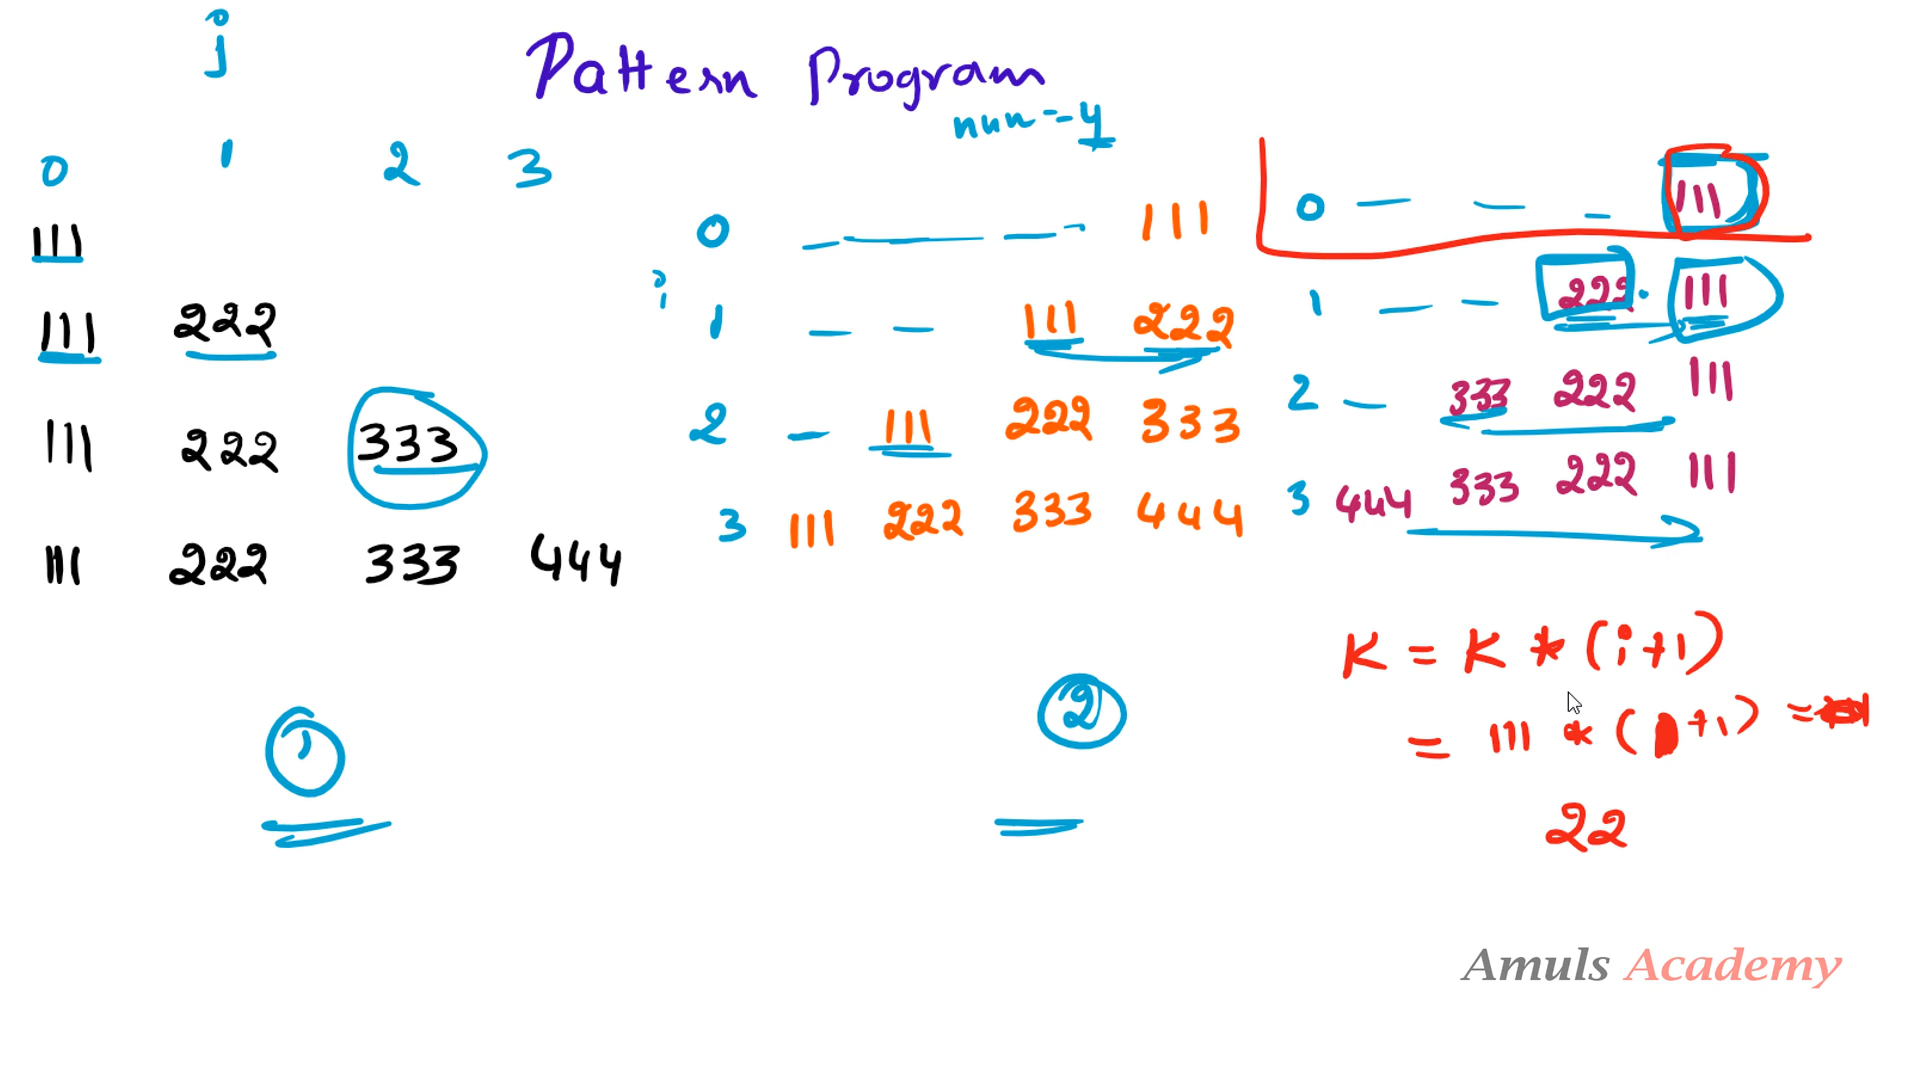 j
Pattern Program
num = 4
0 1 2 3
111
111 222
111 222 333
111 222 333 444
i
0 — — — 111
1 — — 111 222
2 — 111 222 333
3 111 222 333 444
0 — — — 111
1 — — 222 111
2 — 333 222 111
3 444 333 222 111
K = K * (i+1)
= 111 * ( +1) =
22
1
2
Amuls Academy